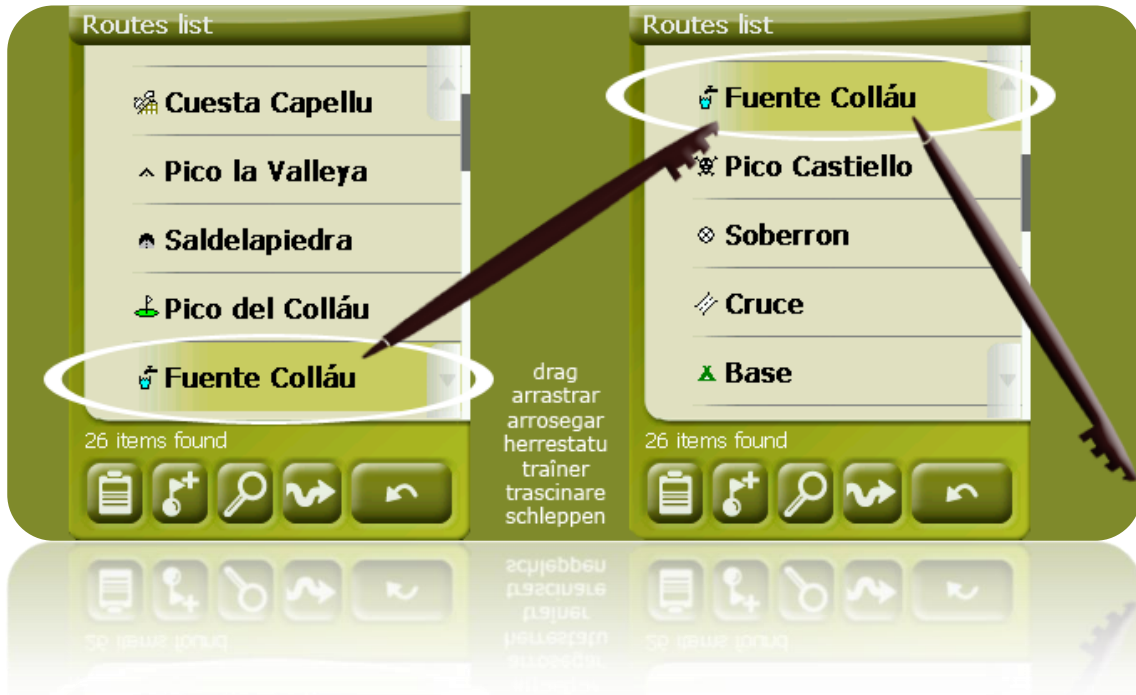 Routes list
Cuesta Capellu
Pico la Valleya
Saldelapiedra
Pico del Colláu
Fuente Colláu
26 items found
drag
arrastrar
arrosegar
herrestatu
traîner
trascinare
schleppen
Routes list
Fuente Colláu
Pico Castiello
Soberron
Cruce
Base
26 items found